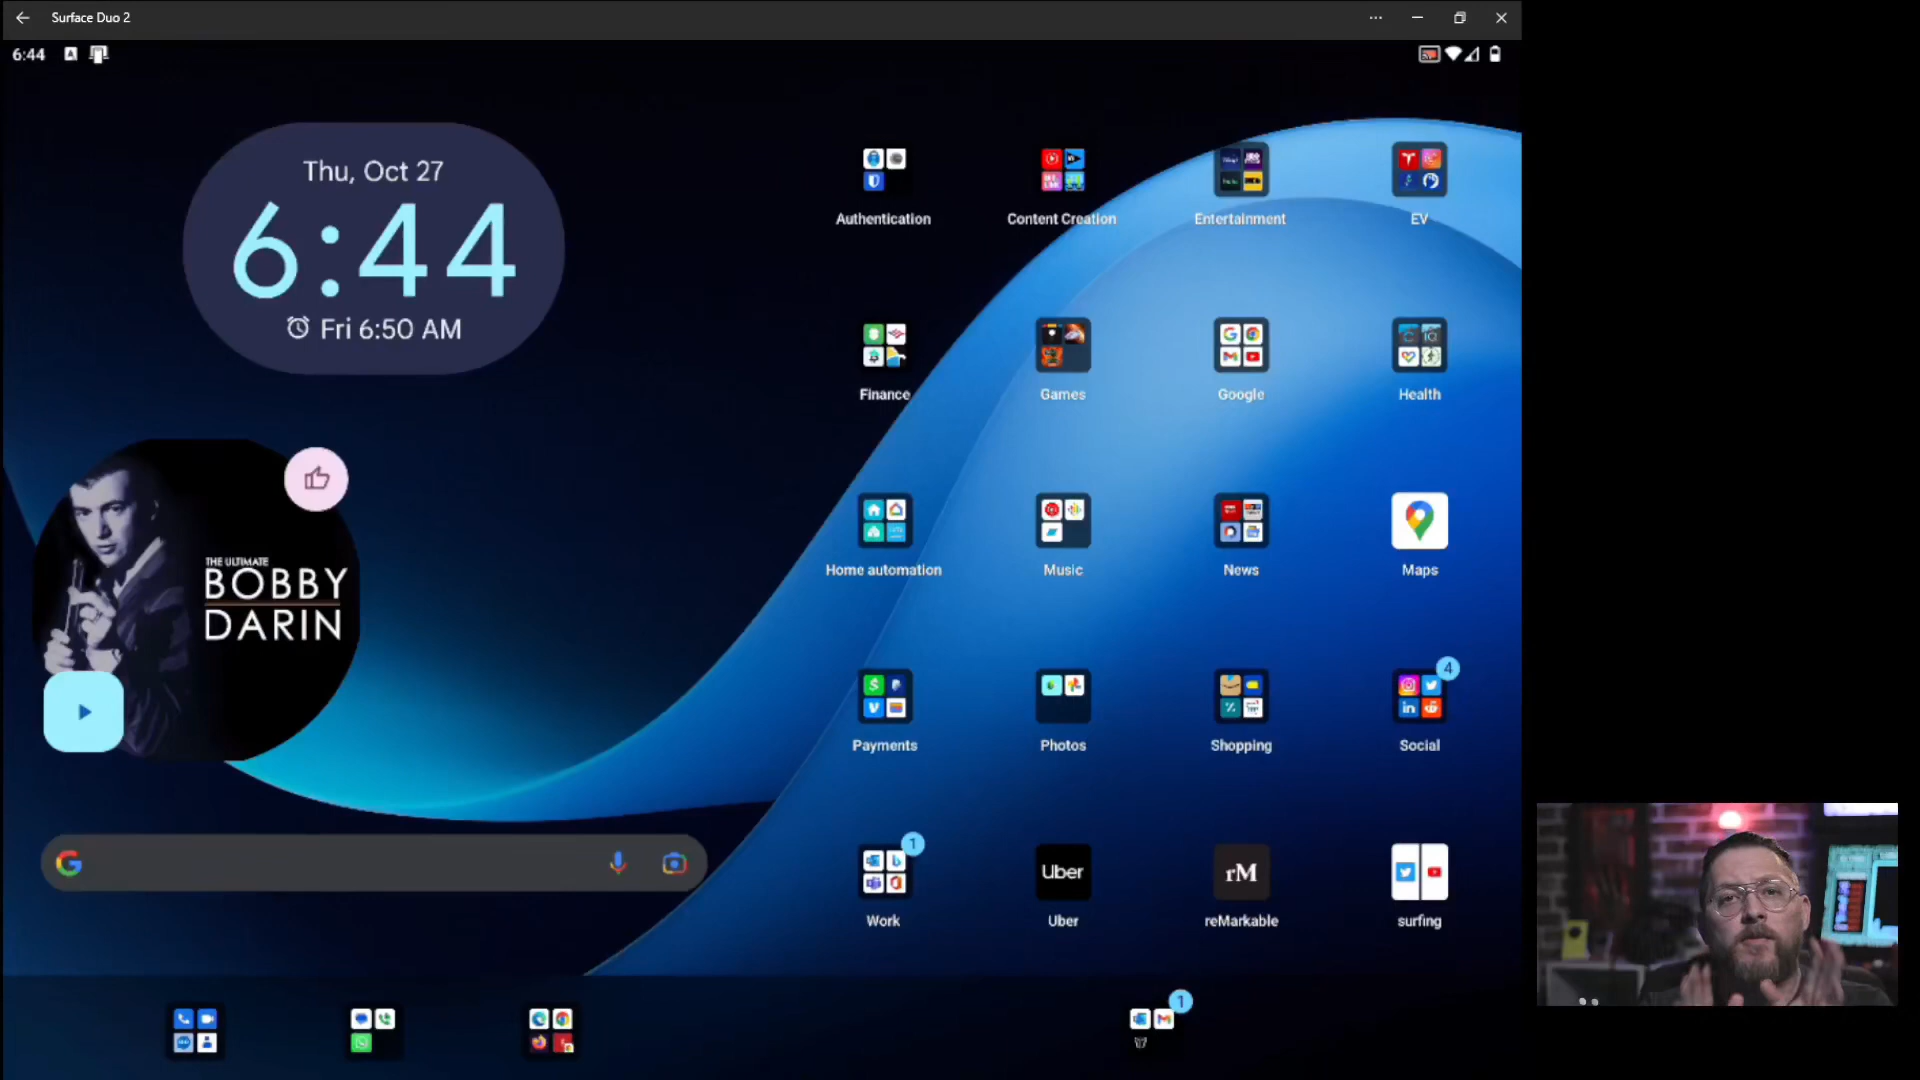 Surface Duo 2
6:44
Thu, Oct 27
6:44
Fri 6:50 AM
THE ULTIMATE
BOBBY
DARIN
Authentication
Content Creation
Entertainment
EV
Finance
Games
Google
Health
Home automation
Music
News
Maps
Payments
Photos
Shopping
4
Social
1
Work
Uber
Uber
rM
reMarkable
surfing
1